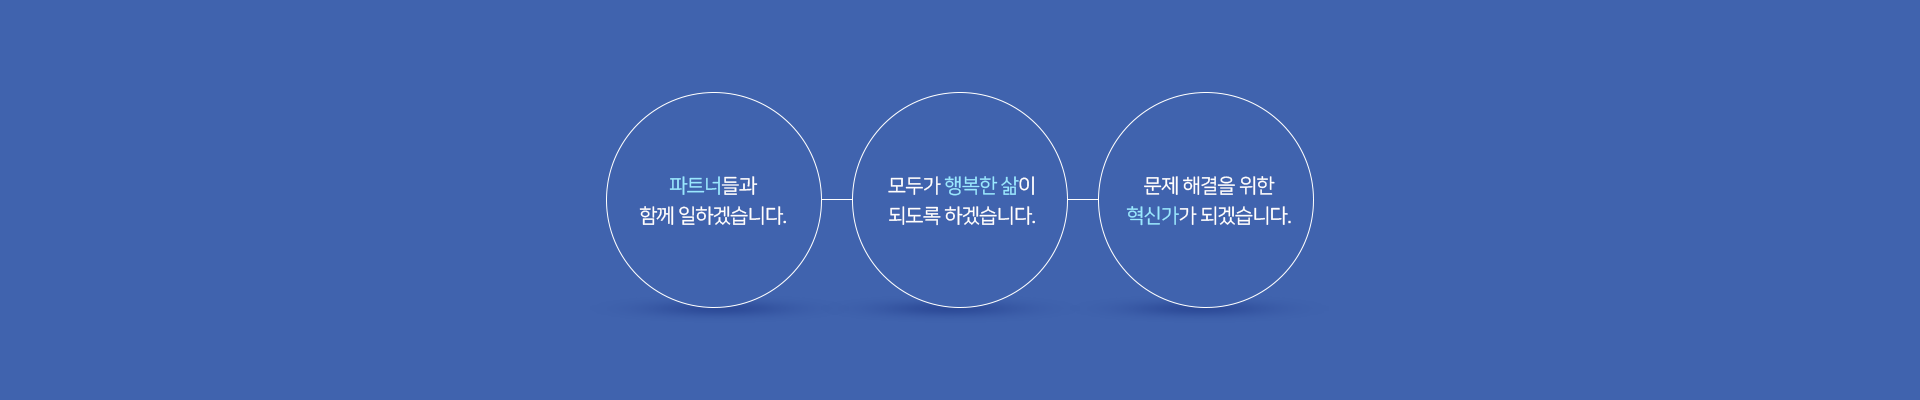 파트너들과
함께 일하겠습니다.
모두가 행복한 삶이
되도록 하겠습니다.
문제 해결을 위한
혁신가가 되겠습니다.